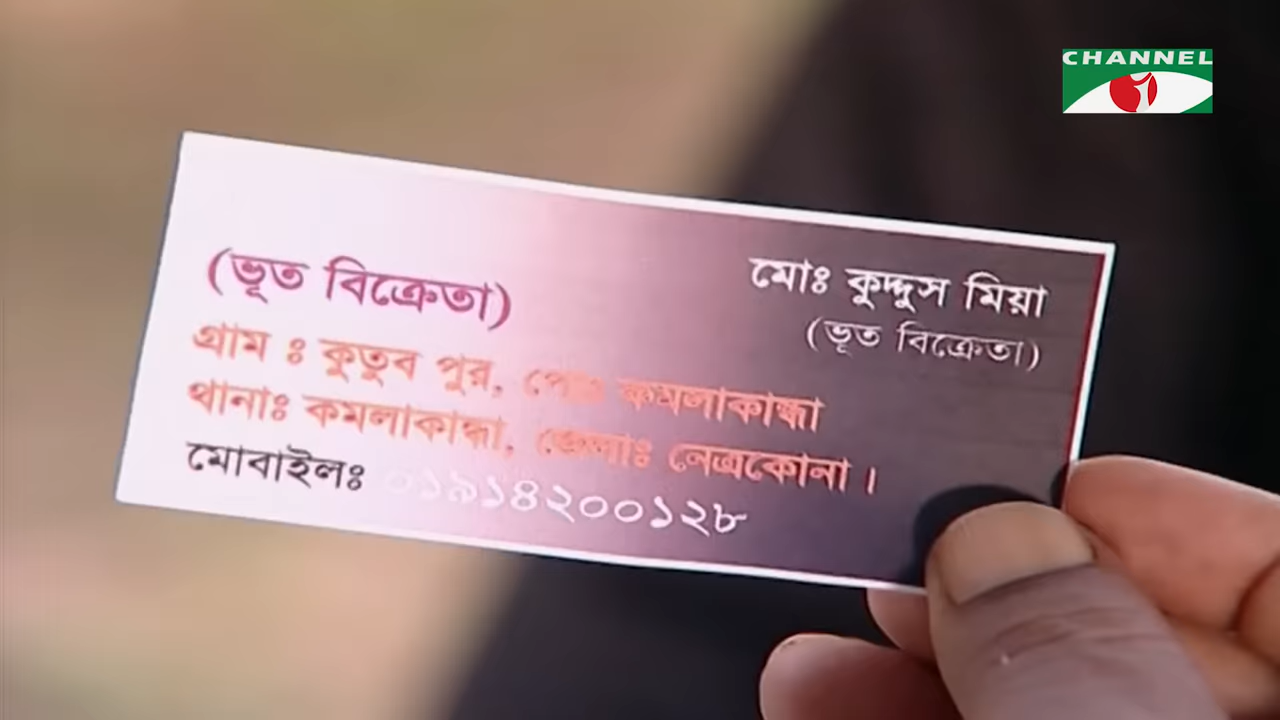 CHANNEL
মোঃ কুদ্দুস মিয়া
(ভূত বিক্রেতা)
(ভূত বিক্রেতা)
গ্রাম ঃ কুতুব পুর, পোঃ কমলাকান্ধা
থানাঃ কমলাকান্ধা, জেলাঃ নেত্রকোনা।
মোবাইলঃ ০১৯১৪২০০১২৮